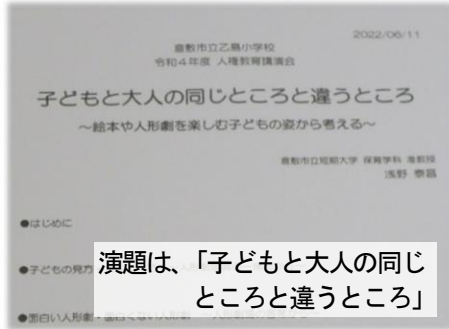 2022/06/11
倉敷市立乙島小学校
令和4年度 人権教育講演会
子どもと大人の同じところと違うところ
～絵本や人形劇を楽しむ子どもの姿から考える～
倉敷市立短期大学 保育学科 准教授
浅野 泰昌
●はじめに
●子どもの見方
演題は、「子どもと大人の同じ
ところと違うところ」
●面白い人形劇・面白くない人形劇